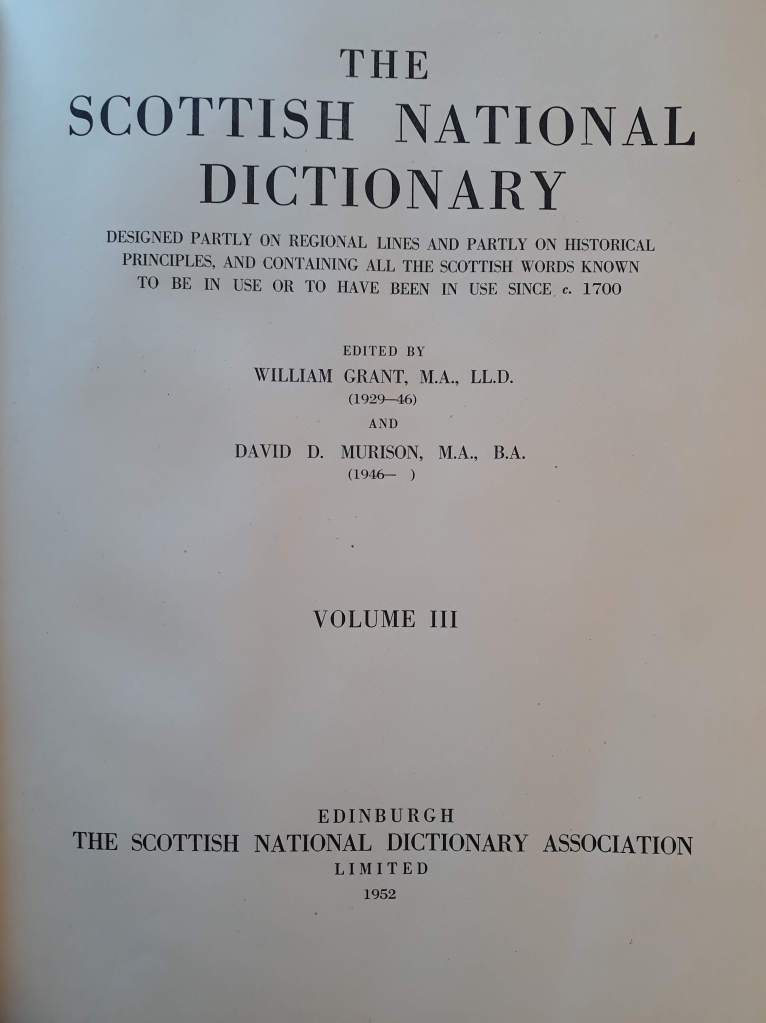 THE
SCOTTISH NATIONAL
DICTIONARY
DESIGNED PARTLY ON REGIONAL LINES AND PARTLY ON HISTORICAL
PRINCIPLES, AND CONTAINING ALL THE SCOTTISH WORDS KNOWN
TO BE IN USE OR TO HAVE BEEN IN USE SINCE c. 1700
EDITED BY
WILLIAM GRANT, M.A., LL.D.
(1929—46)
AND
DAVID D. MURISON, M.A., B.A.
(1946— )
VOLUME III
EDINBURGH
THE SCOTTISH NATIONAL DICTIONARY ASSOCIATION
LIMITED
1952